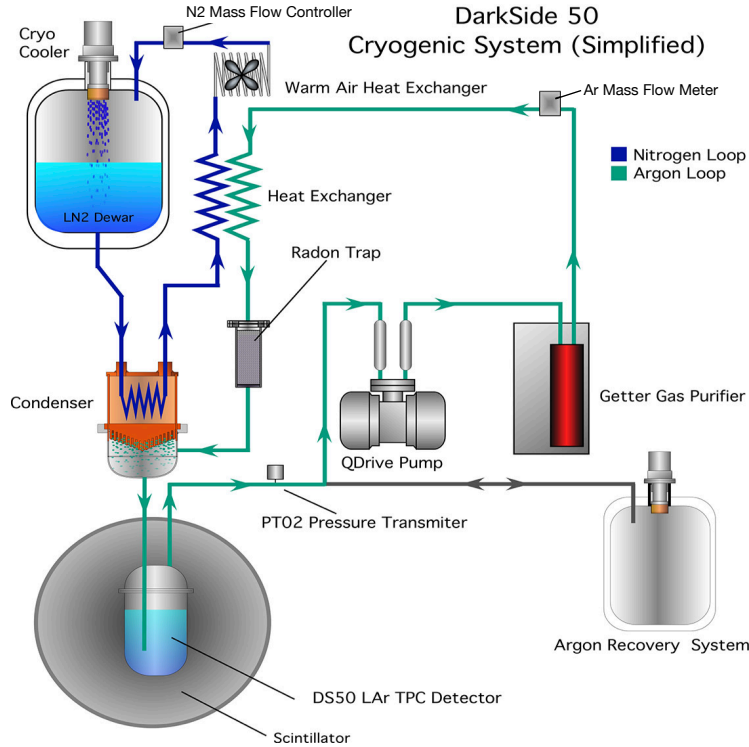 DarkSide 50
Cryogenic System (Simplified)
N2 Mass Flow Controller
Cryo
Cooler
Warm Air Heat Exchanger
Ar Mass Flow Meter
Nitrogen Loop
Argon Loop
LN2 Dewar
Heat Exchanger
Radon Trap
Condenser
Getter Gas Purifier
QDrive Pump
PT02 Pressure Transmiter
Argon Recovery System
DS50 LAr TPC Detector
Scintillator